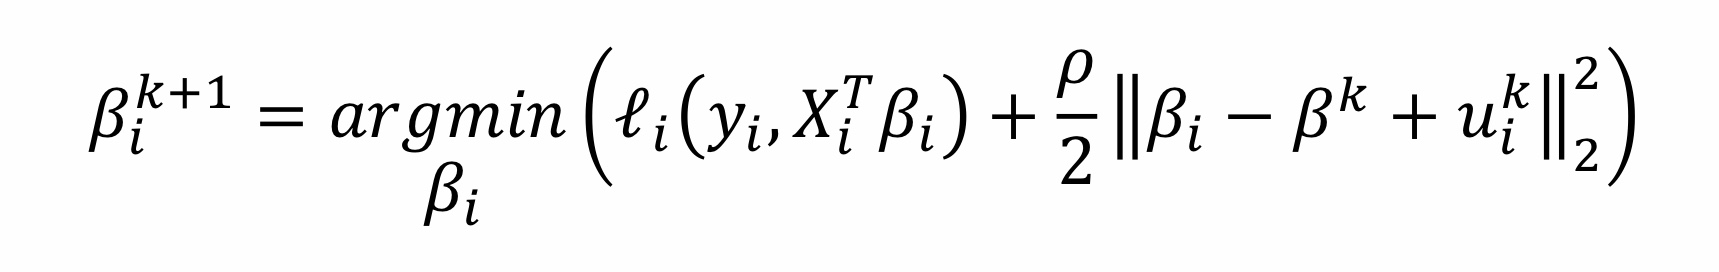 β_i^{k+1} = argmin_{β_i} ( ℓ_i(y_i, X_i^T β_i) + ρ/2 ‖β_i − β^k + u_i^k‖_2^2 )